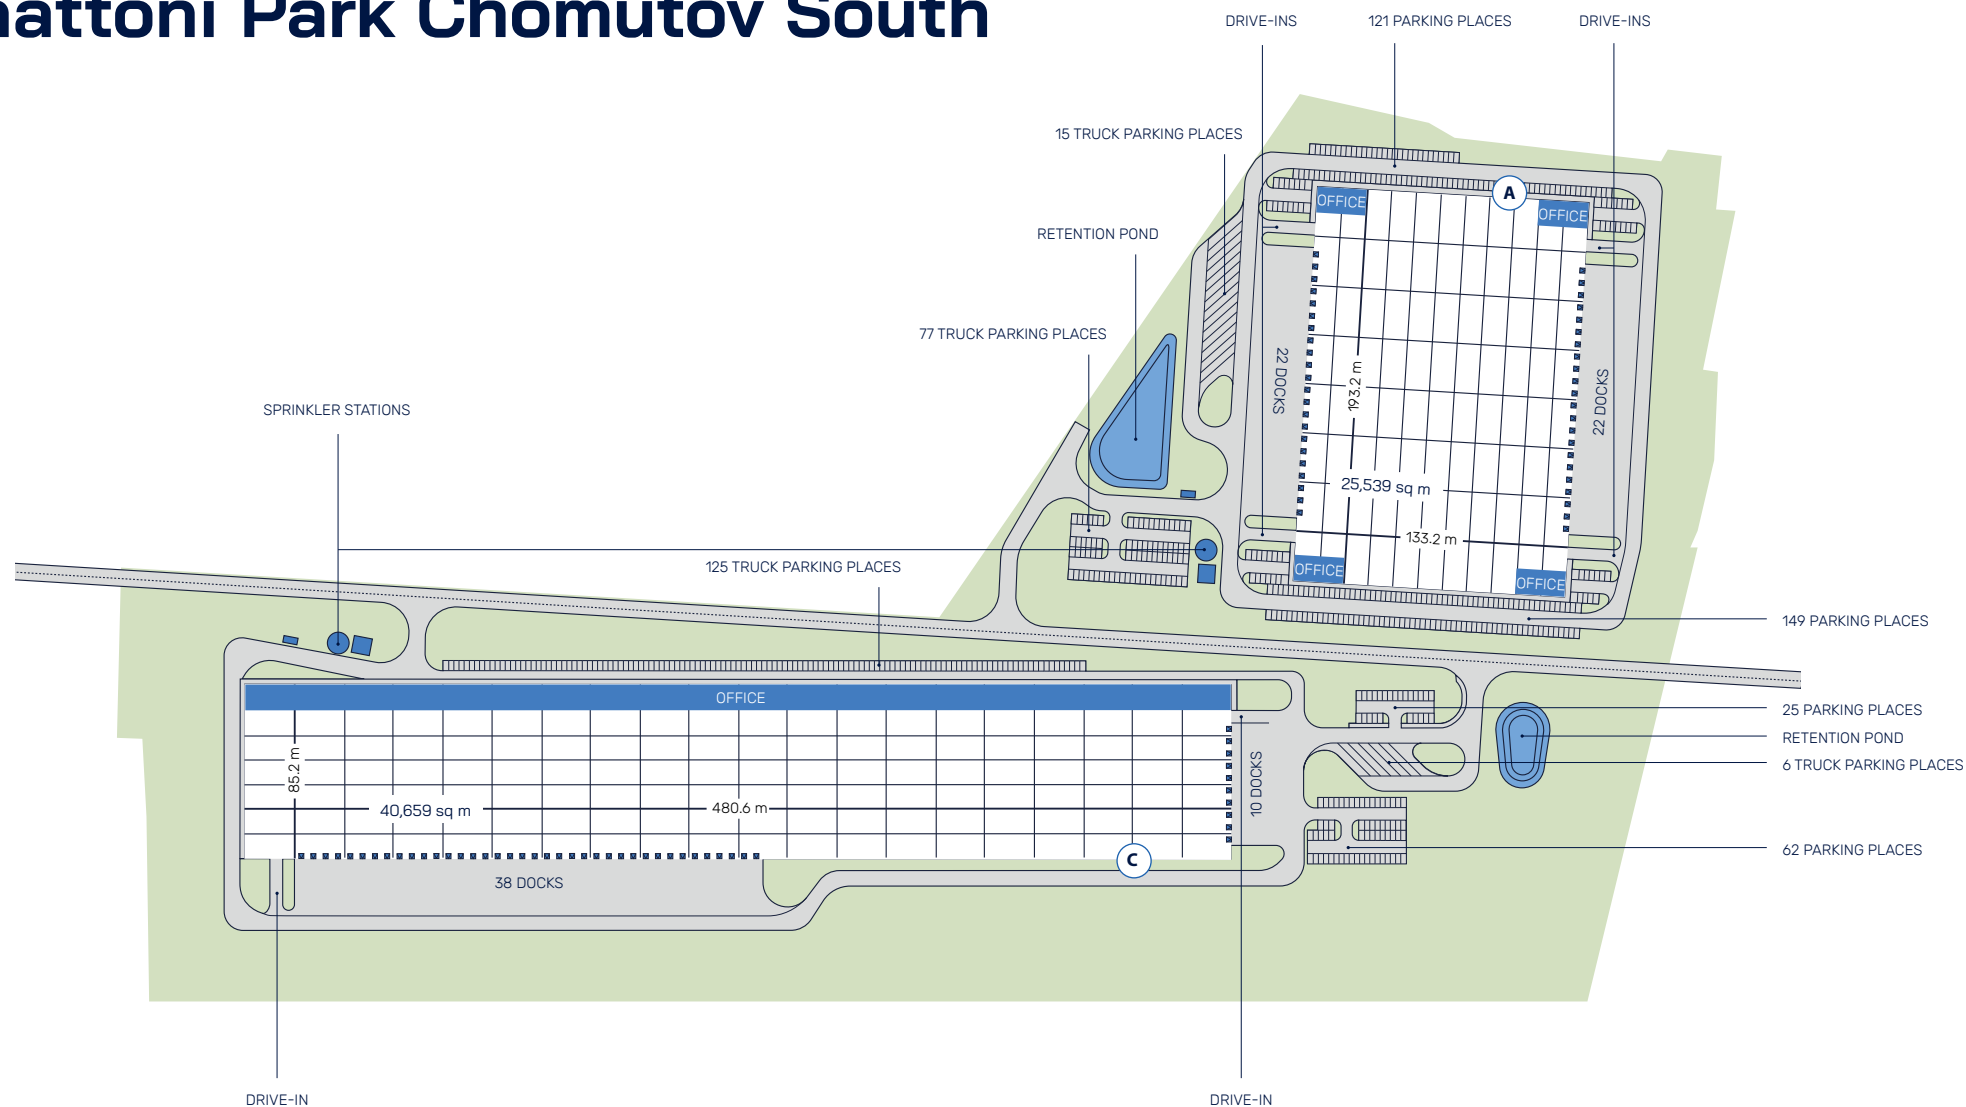 nattoni Park Chomutov South
DRIVE-INS
121 PARKING PLACES
DRIVE-INS
15 TRUCK PARKING PLACES
A
OFFICE
OFFICE
RETENTION POND
77 TRUCK PARKING PLACES
22 DOCKS
193.2 m
22 DOCKS
SPRINKLER STATIONS
25,539 sq m
133.2 m
125 TRUCK PARKING PLACES
OFFICE
OFFICE
149 PARKING PLACES
OFFICE
25 PARKING PLACES
RETENTION POND
6 TRUCK PARKING PLACES
85.2 m
10 DOCKS
40,659 sq m
480.6 m
62 PARKING PLACES
C
38 DOCKS
DRIVE-IN
DRIVE-IN